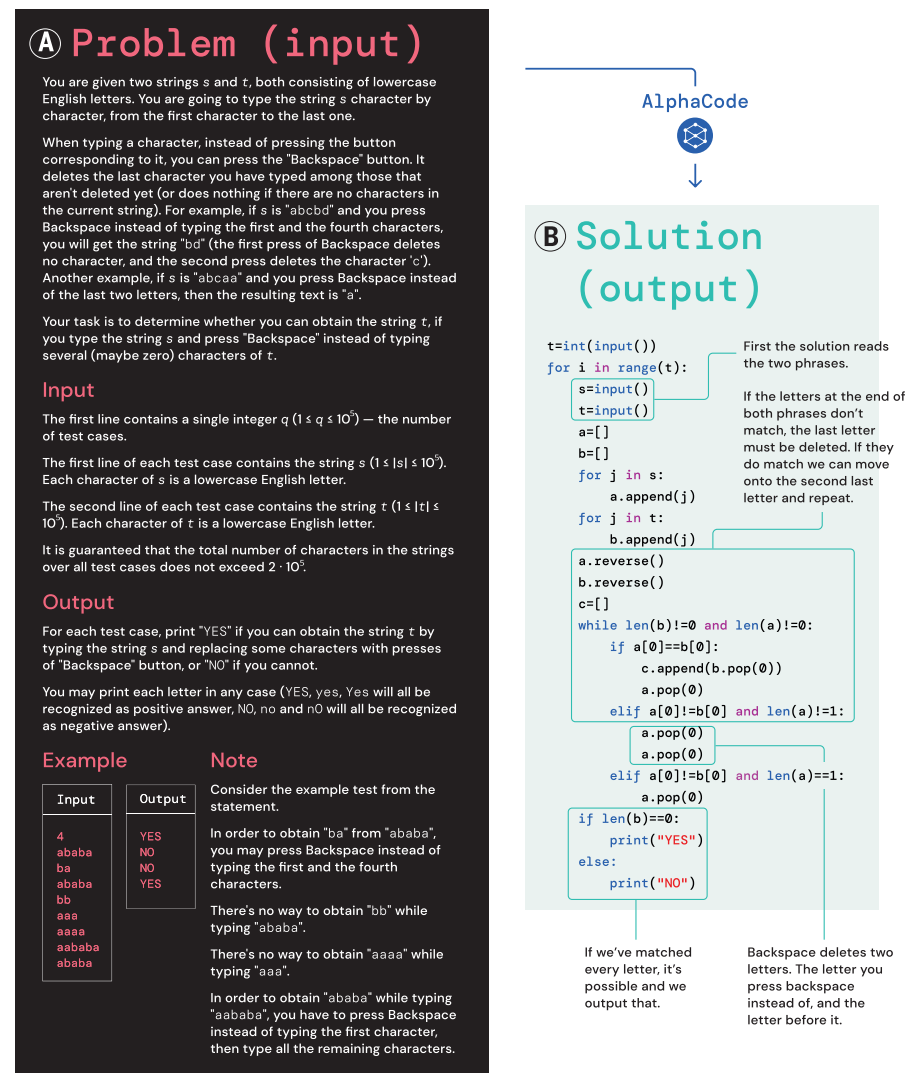 A Problem (input)
You are given two strings s and t, both consisting of lowercase
English letters. You are going to type the string s character by
character, from the first character to the last one.
When typing a character, instead of pressing the button
corresponding to it, you can press the "Backspace" button. It
deletes the last character you have typed among those that
aren't deleted yet (or does nothing if there are no characters in
the current string). For example, if s is "abcbd" and you press
Backspace instead of typing the first and the fourth characters,
you will get the string "bd" (the first press of Backspace deletes
no character, and the second press deletes the character 'c').
Another example, if s is "abcaa" and you press Backspace instead
of the last two letters, then the resulting text is "a".
Your task is to determine whether you can obtain the string t, if
you type the string s and press "Backspace" instead of typing
several (maybe zero) characters of t.
Input
The first line contains a single integer q (1 ≤ q ≤ 10⁵) — the number
of test cases.
The first line of each test case contains the string s (1 ≤ |s| ≤ 10⁵).
Each character of s is a lowercase English letter.
The second line of each test case contains the string t (1 ≤ |t| ≤
10⁵). Each character of t is a lowercase English letter.
It is guaranteed that the total number of characters in the strings
over all test cases does not exceed 2 · 10⁵.
Output
For each test case, print "YES" if you can obtain the string t by
typing the string s and replacing some characters with presses
of "Backspace" button, or "NO" if you cannot.
You may print each letter in any case (YES, yes, Yes will all be
recognized as positive answer, NO, no and nO will all be recognized
as negative answer).
Example
Input
4
ababa
ba
ababa
bb
aaa
aaaa
aababa
ababa
Output
YES
NO
NO
YES
Note
Consider the example test from the
statement.
In order to obtain "ba" from "ababa",
you may press Backspace instead of
typing the first and the fourth
characters.
There's no way to obtain "bb" while
typing "ababa".
There's no way to obtain "aaaa" while
typing "aaa".
In order to obtain "ababa" while typing
"aababa", you have to press Backspace
instead of typing the first character,
then type all the remaining characters.
AlphaCode
B Solution
(output)
t=int(input())
for i in range(t):
s=input()
t=input()
a=[]
b=[]
for j in s:
a.append(j)
for j in t:
b.append(j)
a.reverse()
b.reverse()
c=[]
while len(b)!=0 and len(a)!=0:
if a[0]==b[0]:
c.append(b.pop(0))
a.pop(0)
elif a[0]!=b[0] and len(a)!=1:
a.pop(0)
a.pop(0)
elif a[0]!=b[0] and len(a)==1:
a.pop(0)
if len(b)==0:
print("YES")
else:
print("NO")
First the solution reads
the two phrases.
If the letters at the end of
both phrases don't
match, the last letter
must be deleted. If they
do match we can move
onto the second last
letter and repeat.
If we've matched
every letter, it's
possible and we
output that.
Backspace deletes two
letters. The letter you
press backspace
instead of, and the
letter before it.